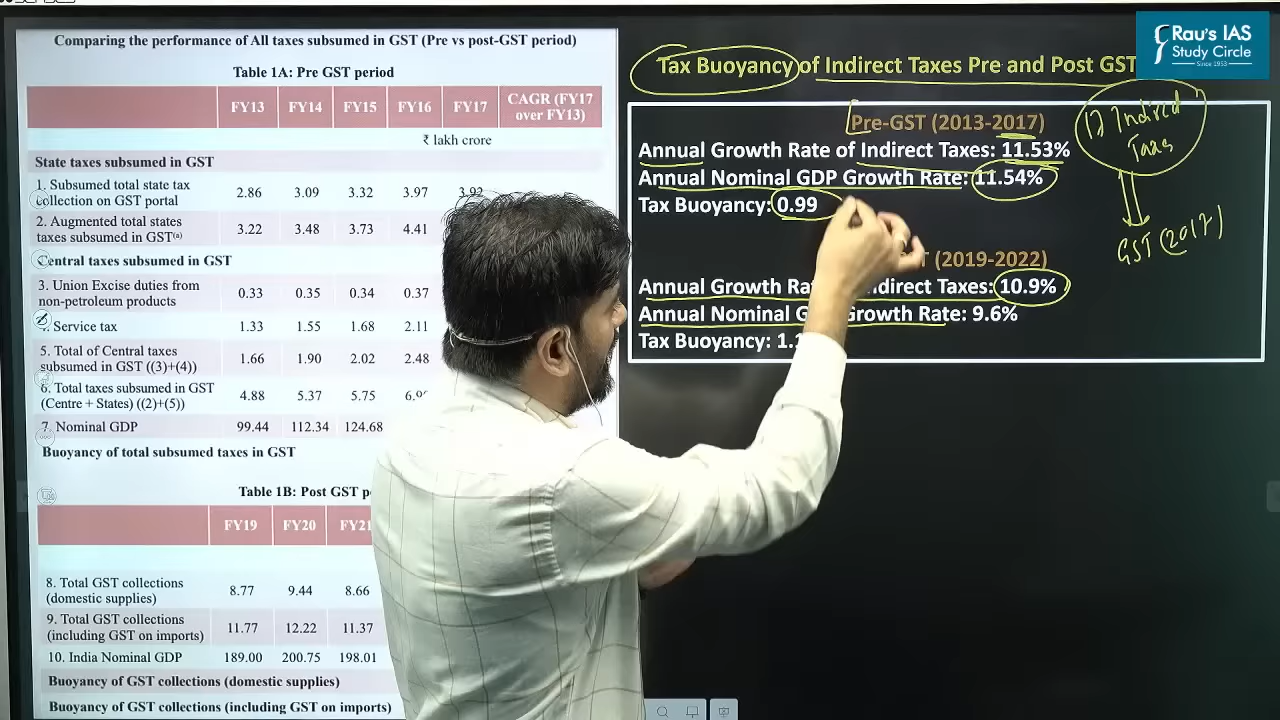 Rau's IAS
Study Circle
Since 1953
Comparing the performance of All taxes subsumed in GST (Pre vs post-GST period)
Table 1A: Pre GST period
FY13 FY14 FY15 FY16 FY17 CAGR (FY17 over FY13)
₹ lakh crore
State taxes subsumed in GST
1. Subsumed total state tax
collection on GST portal 2.86 3.09 3.32 3.97 3.92
2. Augmented total states
taxes subsumed in GST(a) 3.22 3.48 3.73 4.41
Central taxes subsumed in GST
3. Union Excise duties from
non-petroleum products 0.33 0.35 0.34 0.37
Service tax 1.33 1.55 1.68 2.11
5. Total of Central taxes
subsumed in GST ((3)+(4)) 1.66 1.90 2.02 2.48
6. Total taxes subsumed in GST
(Centre + States) ((2)+(5)) 4.88 5.37 5.75
7. Nominal GDP 99.44 112.34 124.68
Buoyancy of total subsumed taxes in GST
Table 1B: Post GST
FY19 FY20 FY21
8. Total GST collections
(domestic supplies) 8.77 9.44 8.66
9. Total GST collections
(including GST on imports) 11.77 12.22 11.37
10. India Nominal GDP 189.00 200.75 198.01
Buoyancy of GST collections (domestic supplies)
Buoyancy of GST collections (including GST on imports)
Tax Buoyancy of Indirect Taxes Pre and Post GST
Pre-GST (2013-2017)
Annual Growth Rate of Indirect Taxes: 11.53%
Annual Nominal GDP Growth Rate: 11.54%
Tax Buoyancy: 0.99
(2019-2022)
Annual Growth Indirect Taxes: 10.9%
Annual Nominal Growth Rate: 9.6%
Tax Buoyancy:
17 Indirect
Taxes
GST (2017)